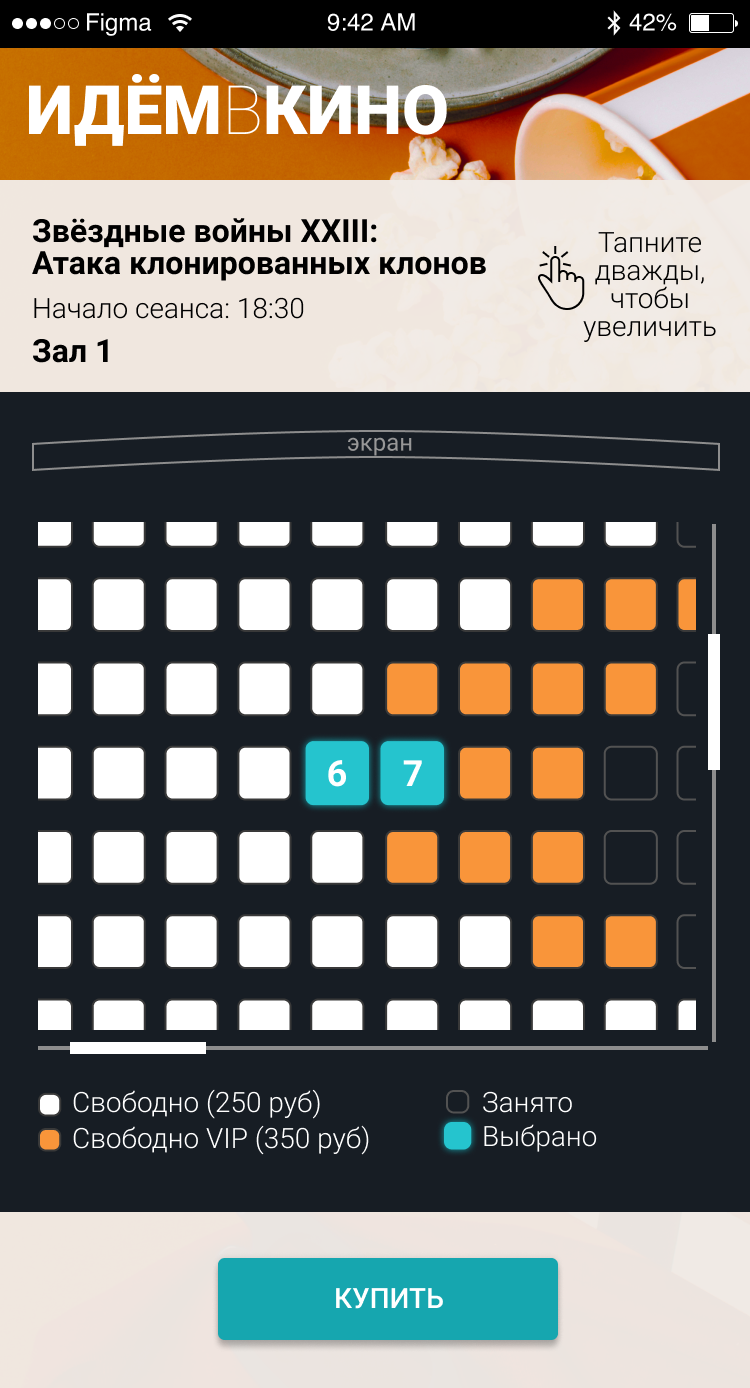 Figma 9:42 AM 42%
ИДЁМВКИНО
Звёздные войны XXIII:
Атака клонированных клонов
Начало сеанса: 18:30
Зал 1
Тапните
дважды,
чтобы
увеличить
экран
6 7
Свободно (250 руб)
Свободно VIP (350 руб)
Занято
Выбрано
КУПИТЬ